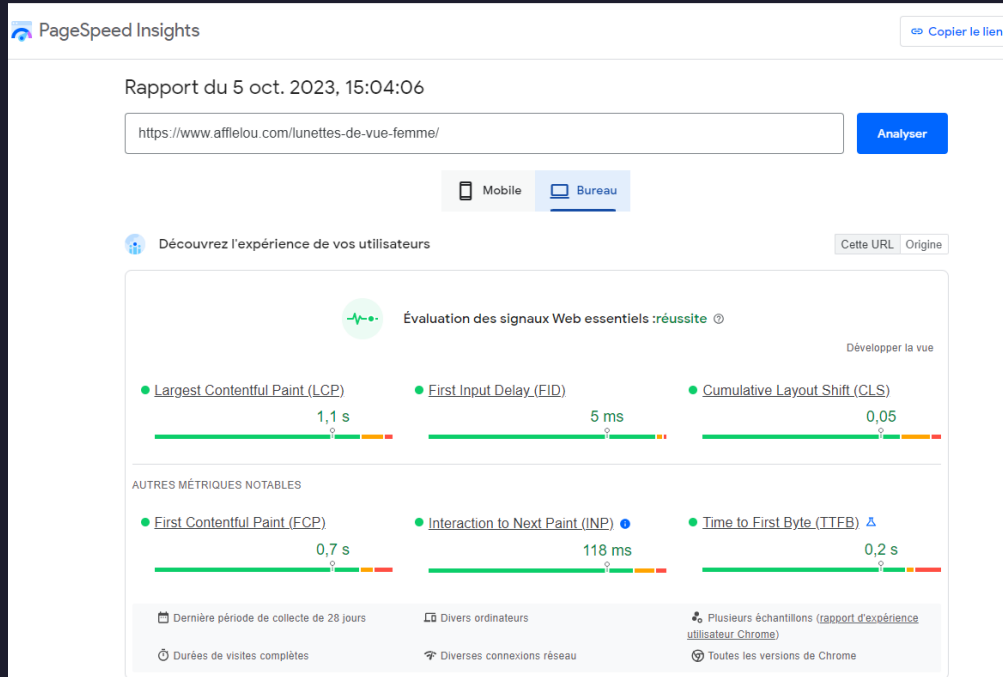 PageSpeed Insights
Copier le lien
Rapport du 5 oct. 2023, 15:04:06
https://www.afflelou.com/lunettes-de-vue-femme/
Analyser
Mobile
Bureau
Découvrez l'expérience de vos utilisateurs
Cette URL
Origine
Évaluation des signaux Web essentiels :réussite
Développer la vue
Largest Contentful Paint (LCP)
1,1 s
First Input Delay (FID)
5 ms
Cumulative Layout Shift (CLS)
0,05
AUTRES MÉTRIQUES NOTABLES
First Contentful Paint (FCP)
0,7 s
Interaction to Next Paint (INP)
118 ms
Time to First Byte (TTFB)
0,2 s
Dernière période de collecte de 28 jours
Divers ordinateurs
Plusieurs échantillons (rapport d'expérience
utilisateur Chrome)
Durées de visites complètes
Diverses connexions réseau
Toutes les versions de Chrome